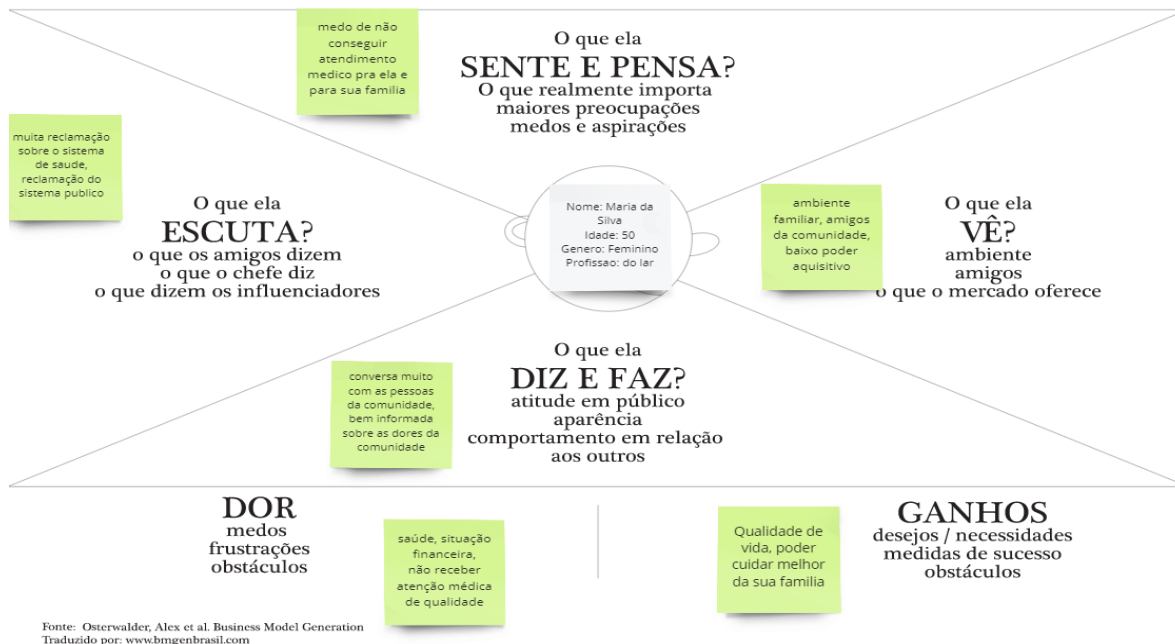 medo de não
conseguir
atendimento
medico pra ela e
para sua familia
O que ela
SENTE E PENSA?
O que realmente importa
maiores preocupações
medos e aspirações
muita reclamação
sobre o sistema
de saude,
reclamação do
sistema publico
O que ela
ESCUTA?
o que os amigos dizem
o que o chefe diz
o que dizem os influenciadores
Nome: Maria da
Silva
Idade: 50
Genero: Feminino
Profissao: do lar
ambiente
familiar, amigos
da comunidade,
baixo poder
aquisitivo
O que ela
VÊ?
ambiente
amigos
o que o mercado oferece
conversa muito
com as pessoas
da comunidade,
bem informada
sobre as dores da
comunidade
O que ela
DIZ E FAZ?
atitude em público
aparência
comportamento em relação
aos outros
DOR
medos
frustrações
obstáculos
saúde, situação
financeira,
não receber
atenção médica
de qualidade
Qualidade de
vida, poder
cuidar melhor
da sua familia
GANHOS
desejos / necessidades
medidas de sucesso
obstáculos
Fonte: Osterwalder, Alex et al. Business Model Generation
Traduzido por: www.bmgenbrasil.com